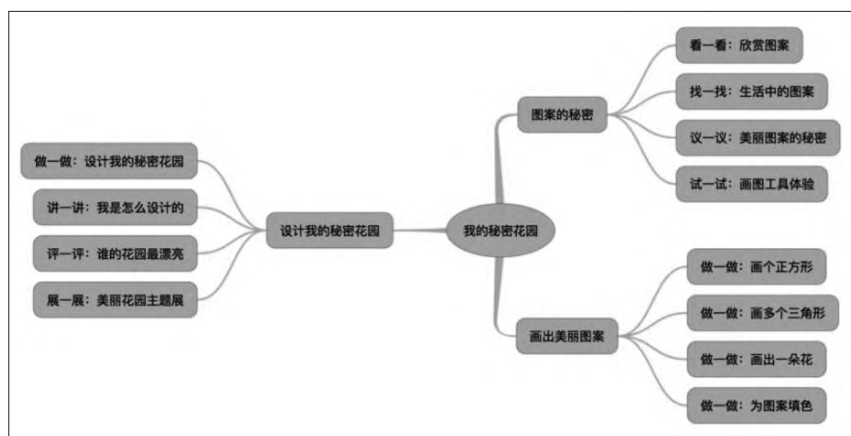 我的秘密花园
图案的秘密
看一看：欣赏图案
找一找：生活中的图案
议一议：美丽图案的秘密
试一试：画图工具体验
画出美丽图案
做一做：画个正方形
做一做：画多个三角形
做一做：画出一朵花
做一做：为图案填色
设计我的秘密花园
做一做：设计我的秘密花园
讲一讲：我是怎么设计的
评一评：谁的花园最漂亮
展一展：美丽花园主题展